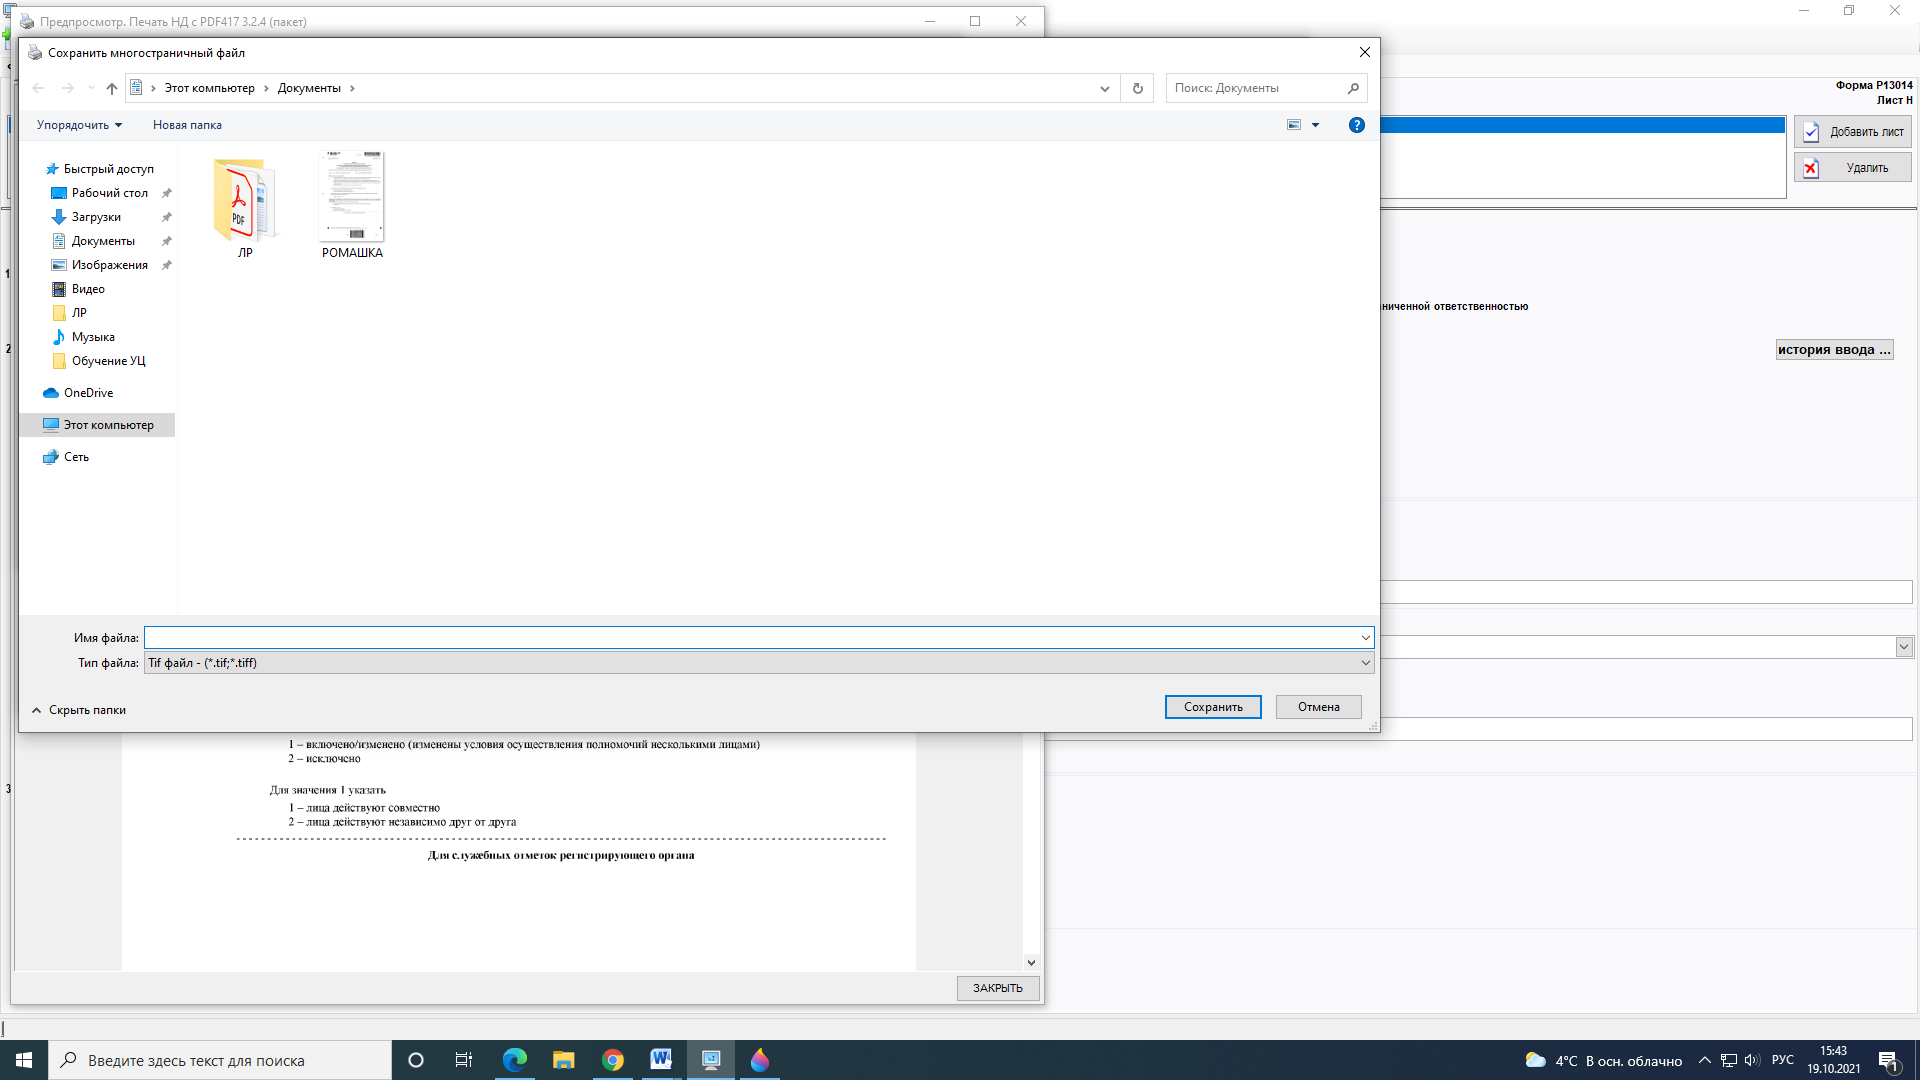 Предпросмотр. Печать НД с PDF417 3.2.4 (пакет)
Сохранить многостраничный файл
Этот компьютер
Документы
Поиск: Документы
Упорядочить
Новая папка
Быстрый доступ
Рабочий стол
Загрузки
Документы
Изображения
Видео
ЛР
Музыка
Обучение УЦ
OneDrive
Этот компьютер
Сеть
PDF
ЛР
РОМАШКА
Имя файла:
Тип файла: Tif файл - (*.tif;*.tiff)
Скрыть папки
Сохранить
Отмена
Форма Р13014
Лист Н
Добавить лист
Удалить
1
ниченной ответственностью
2
история ввода ...
3
1 – включено/изменено (изменены условия осуществления полномочий несколькими лицами)
2 – исключено
Для значения 1 указать
1 – лица действуют совместно
2 – лица действуют независимо друг от друга
Для служебных отметок регистрирующего органа
ЗАКРЫТЬ
Введите здесь текст для поиска
4°C В осн. облачно
РУС
15:43
19.10.2021
1